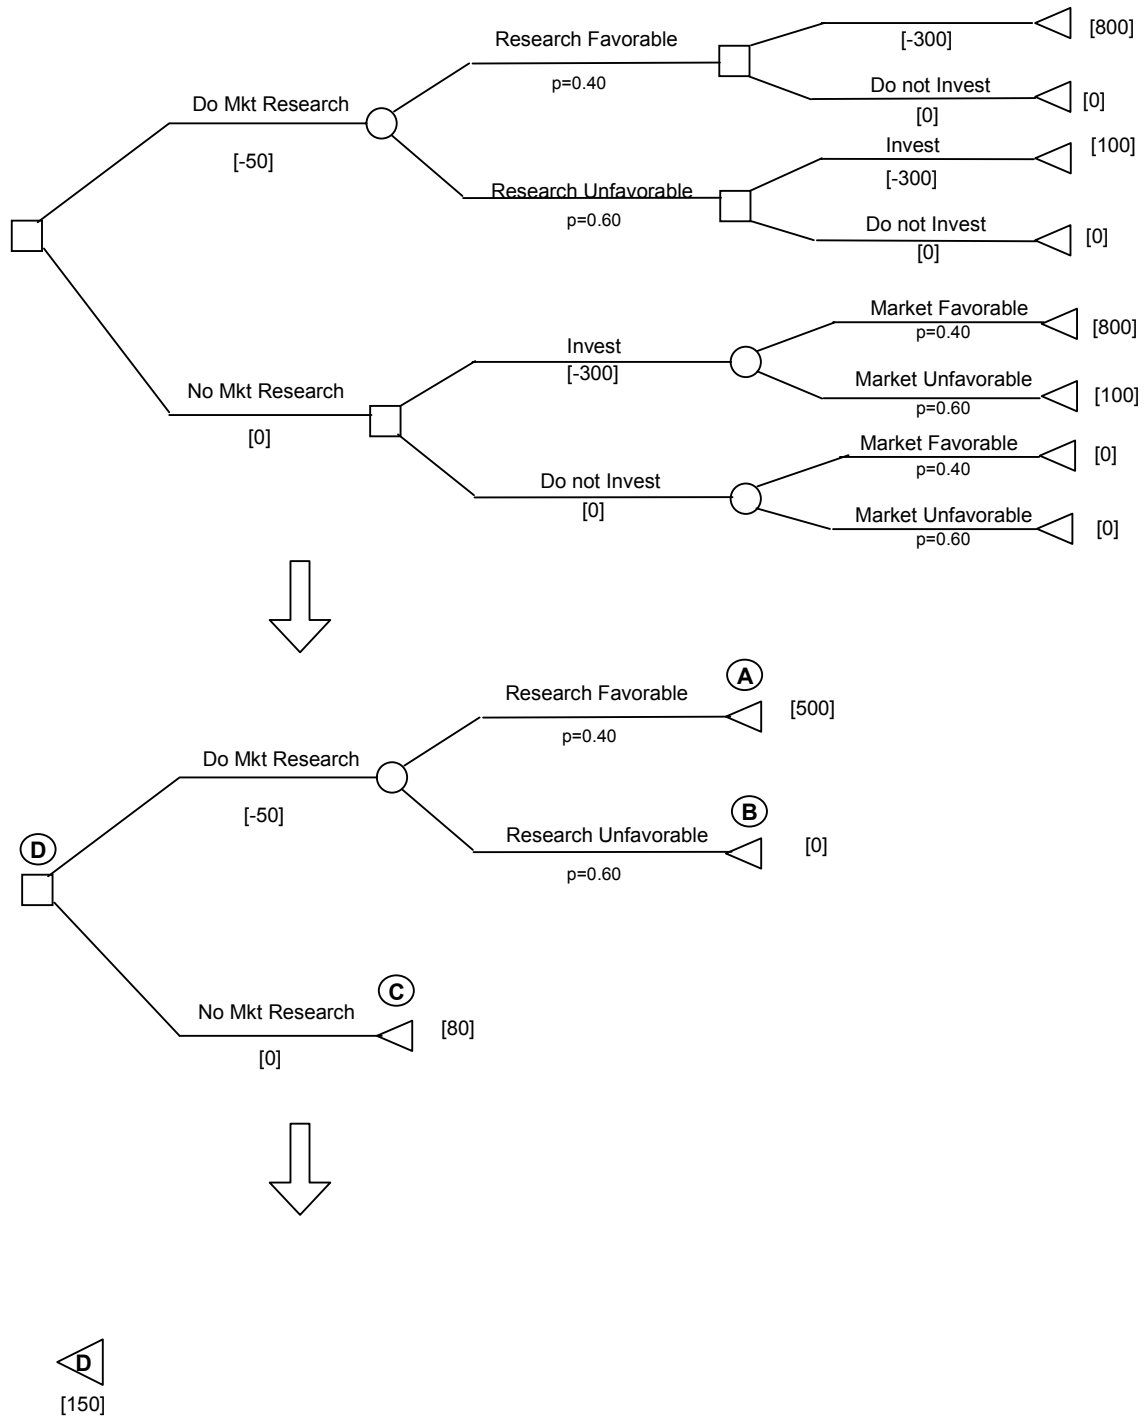 [800]
[-300]
Research Favorable
p=0.40
Do not Invest
[0]
[0]
Do Mkt Research
[-50]
Invest
[100]
[-300]
Research Unfavorable
p=0.60
Do not Invest
[0]
[0]
Market Favorable
p=0.40
[800]
Invest
[-300]
Market Unfavorable
p=0.60
[100]
No Mkt Research
[0]
Market Favorable
p=0.40
[0]
Do not Invest
[0]
Market Unfavorable
p=0.60
[0]
A
Research Favorable
p=0.40
[500]
Do Mkt Research
[-50]
B
Research Unfavorable
p=0.60
[0]
D
C
No Mkt Research
[0]
[80]
D
[150]